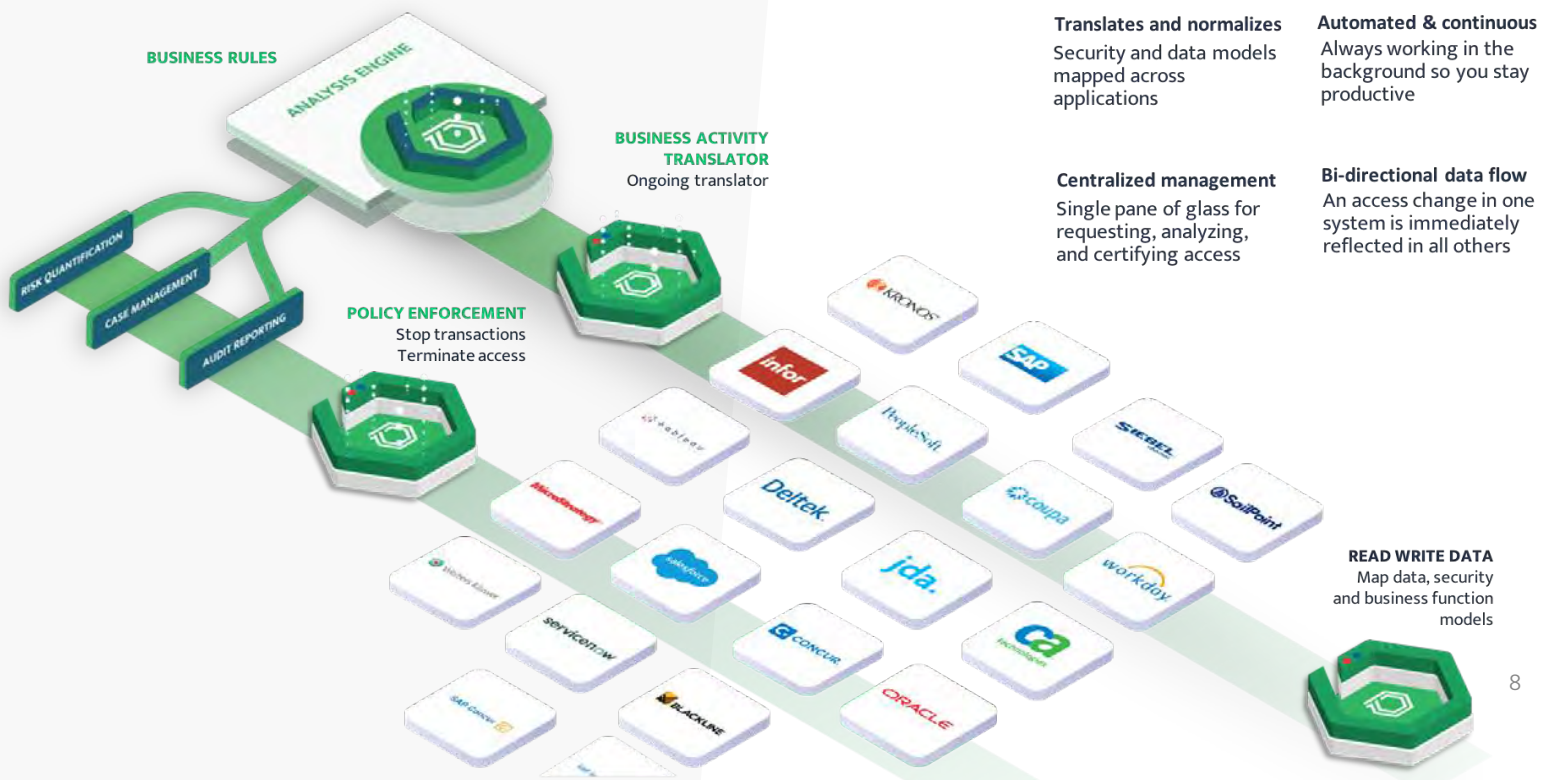 BUSINESS RULES
ANALYSIS ENGINE
BUSINESS ACTIVITY
TRANSLATOR
Ongoing translator
Translates and normalizes
Security and data models
mapped across
applications
Automated & continuous
Always working in the
background so you stay
productive
Centralized management
Single pane of glass for
requesting, analyzing,
and certifying access
Bi-directional data flow
An access change in one
system is immediately
reflected in all others
RISK QUANTIFICATION
CASE MANAGEMENT
AUDIT REPORTING
POLICY ENFORCEMENT
Stop transactions
Terminate access
KRONOS
infor
SAP
tableau
PeopleSoft
SIEBEL
MicroStrategy
Deltek
coupa
SailPoint
Wolters Kluwer
salesforce
jda.
workday
servicenow
CONCUR
ca
technologies
SAP Concur
BLACKLINE
ORACLE
READ WRITE DATA
Map data, security
and business function
models
8